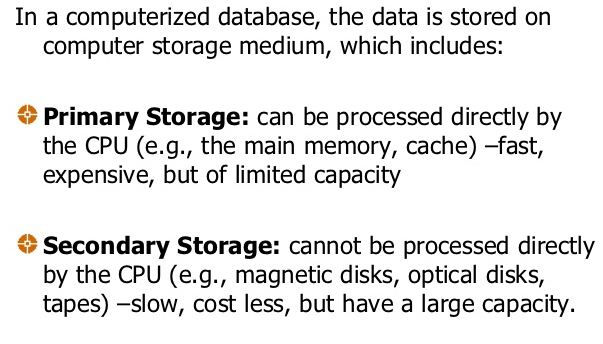 In a computerized database, the data is stored on
computer storage medium, which includes:
Primary Storage: can be processed directly by
the CPU (e.g., the main memory, cache) –fast,
expensive, but of limited capacity
Secondary Storage: cannot be processed directly
by the CPU (e.g., magnetic disks, optical disks,
tapes) –slow, cost less, but have a large capacity.